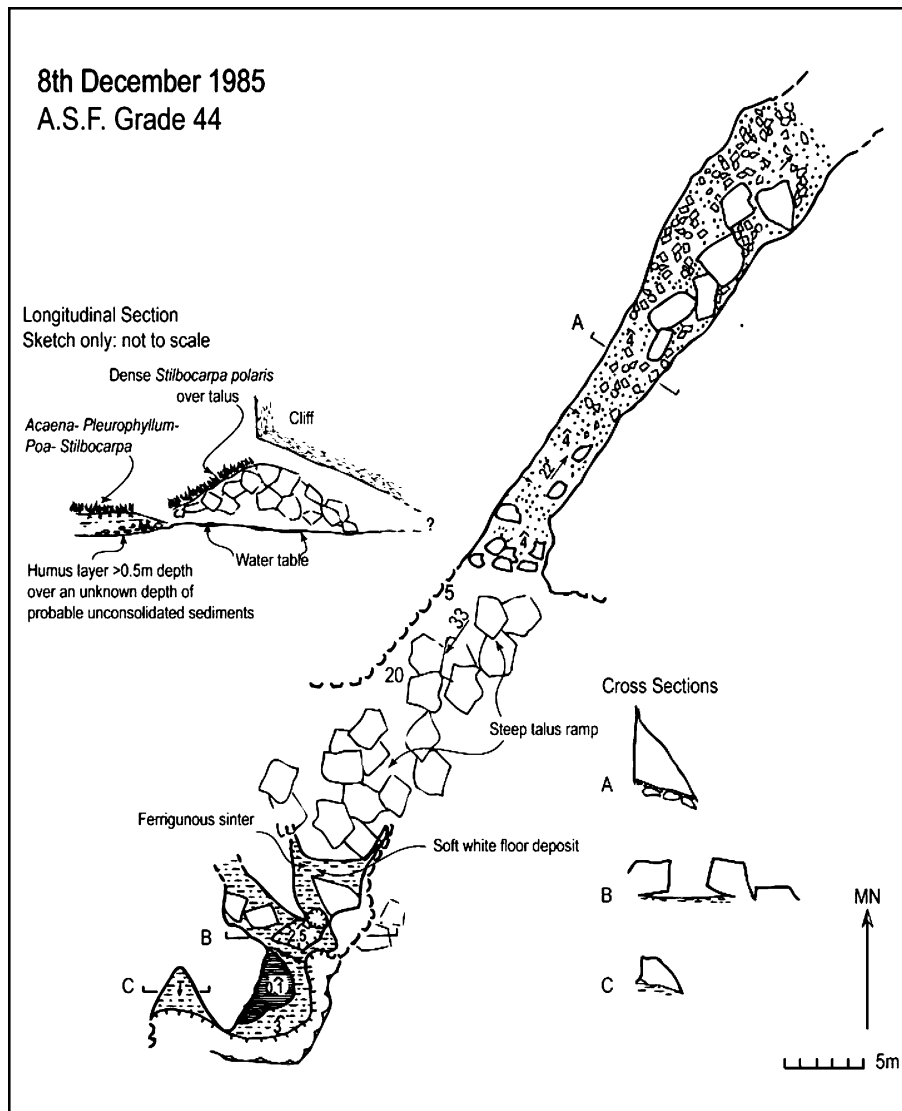 8th December 1985
A.S.F. Grade 44
A
Longitudinal Section
Sketch only: not to scale
Dense Stilbocarpa polaris
over talus
Cliff
Acaena- Pleurophyllum-
Poa- Stilbocarpa
4
4
22
?
Water table
4
Humus layer >0.5m depth
over an unknown depth of
probable unconsolidated sediments
5
33
20
Cross Sections
Steep talus ramp
A
Ferrigunous sinter
Soft white floor deposit
MN
B
B
2.5
C
1
0.1
3
C
5m